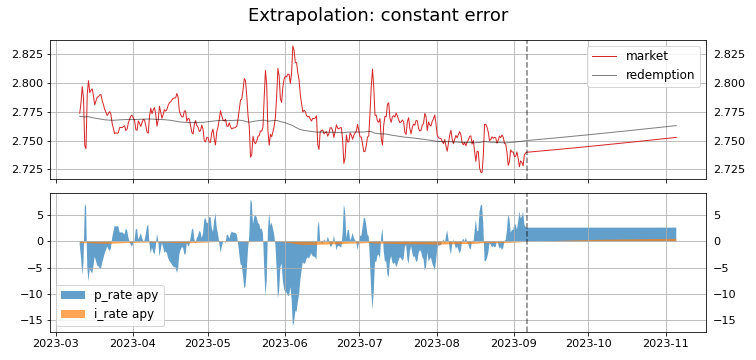 Extrapolation: constant error
2.825 2.825
market
redemption
2.800 2.800
2.775 2.775
2.750 2.750
2.725 2.725
5 5
0 0
−5 −5
−10 −10
−15 −15
p_rate apy
i_rate apy
2023-03 2023-04 2023-05 2023-06 2023-07 2023-08 2023-09 2023-10 2023-11